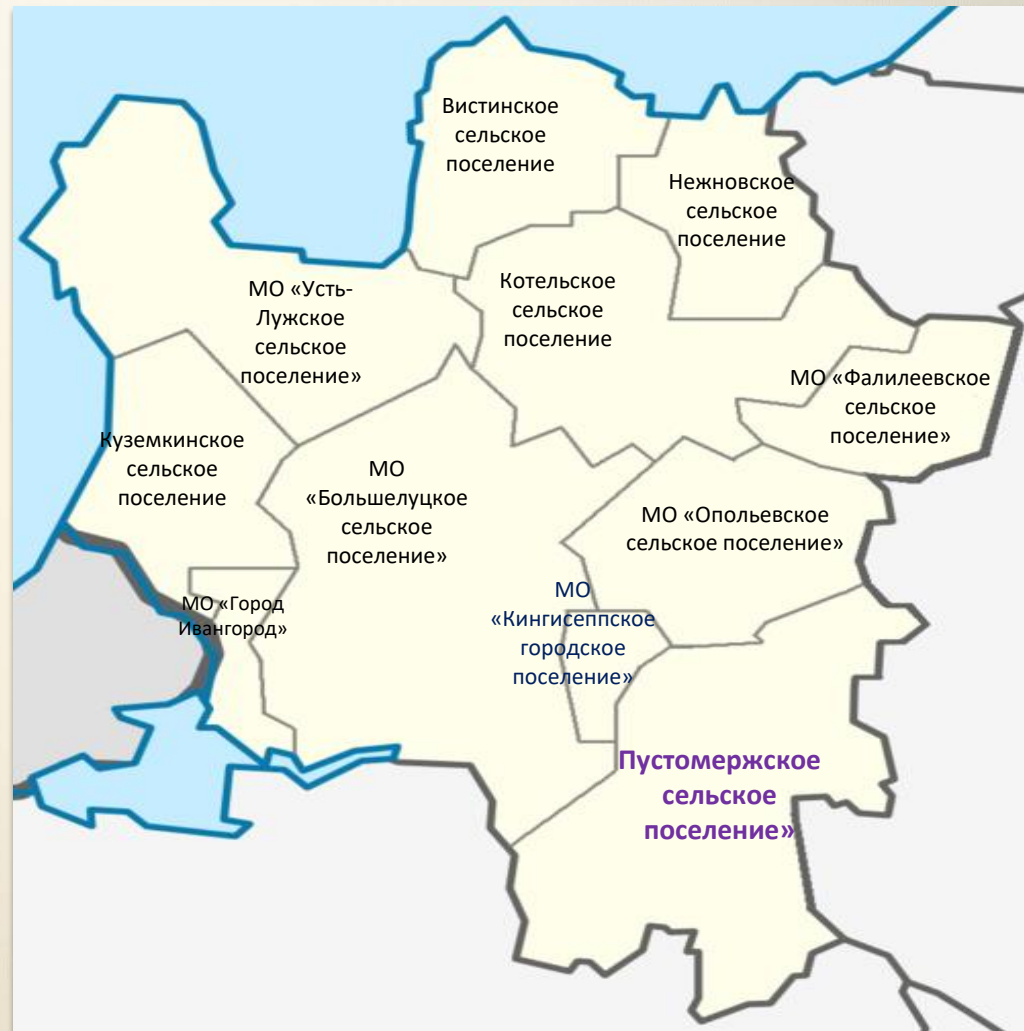 Вистинское
сельское
поселение
Нежновское
сельское
поселение
Котельское
сельское
поселение
МО «Усть-
Лужское
сельское
поселение»
МО «Фалилеевское
сельское
поселение»
Куземкинское
сельское
поселение
МО
«Большелуцкое
сельское
поселение»
МО «Опольевское
сельское поселение»
МО «Город
Ивангород»
МО
«Кингисеппское
городское
поселение»
Пустомержское
сельское
поселение»